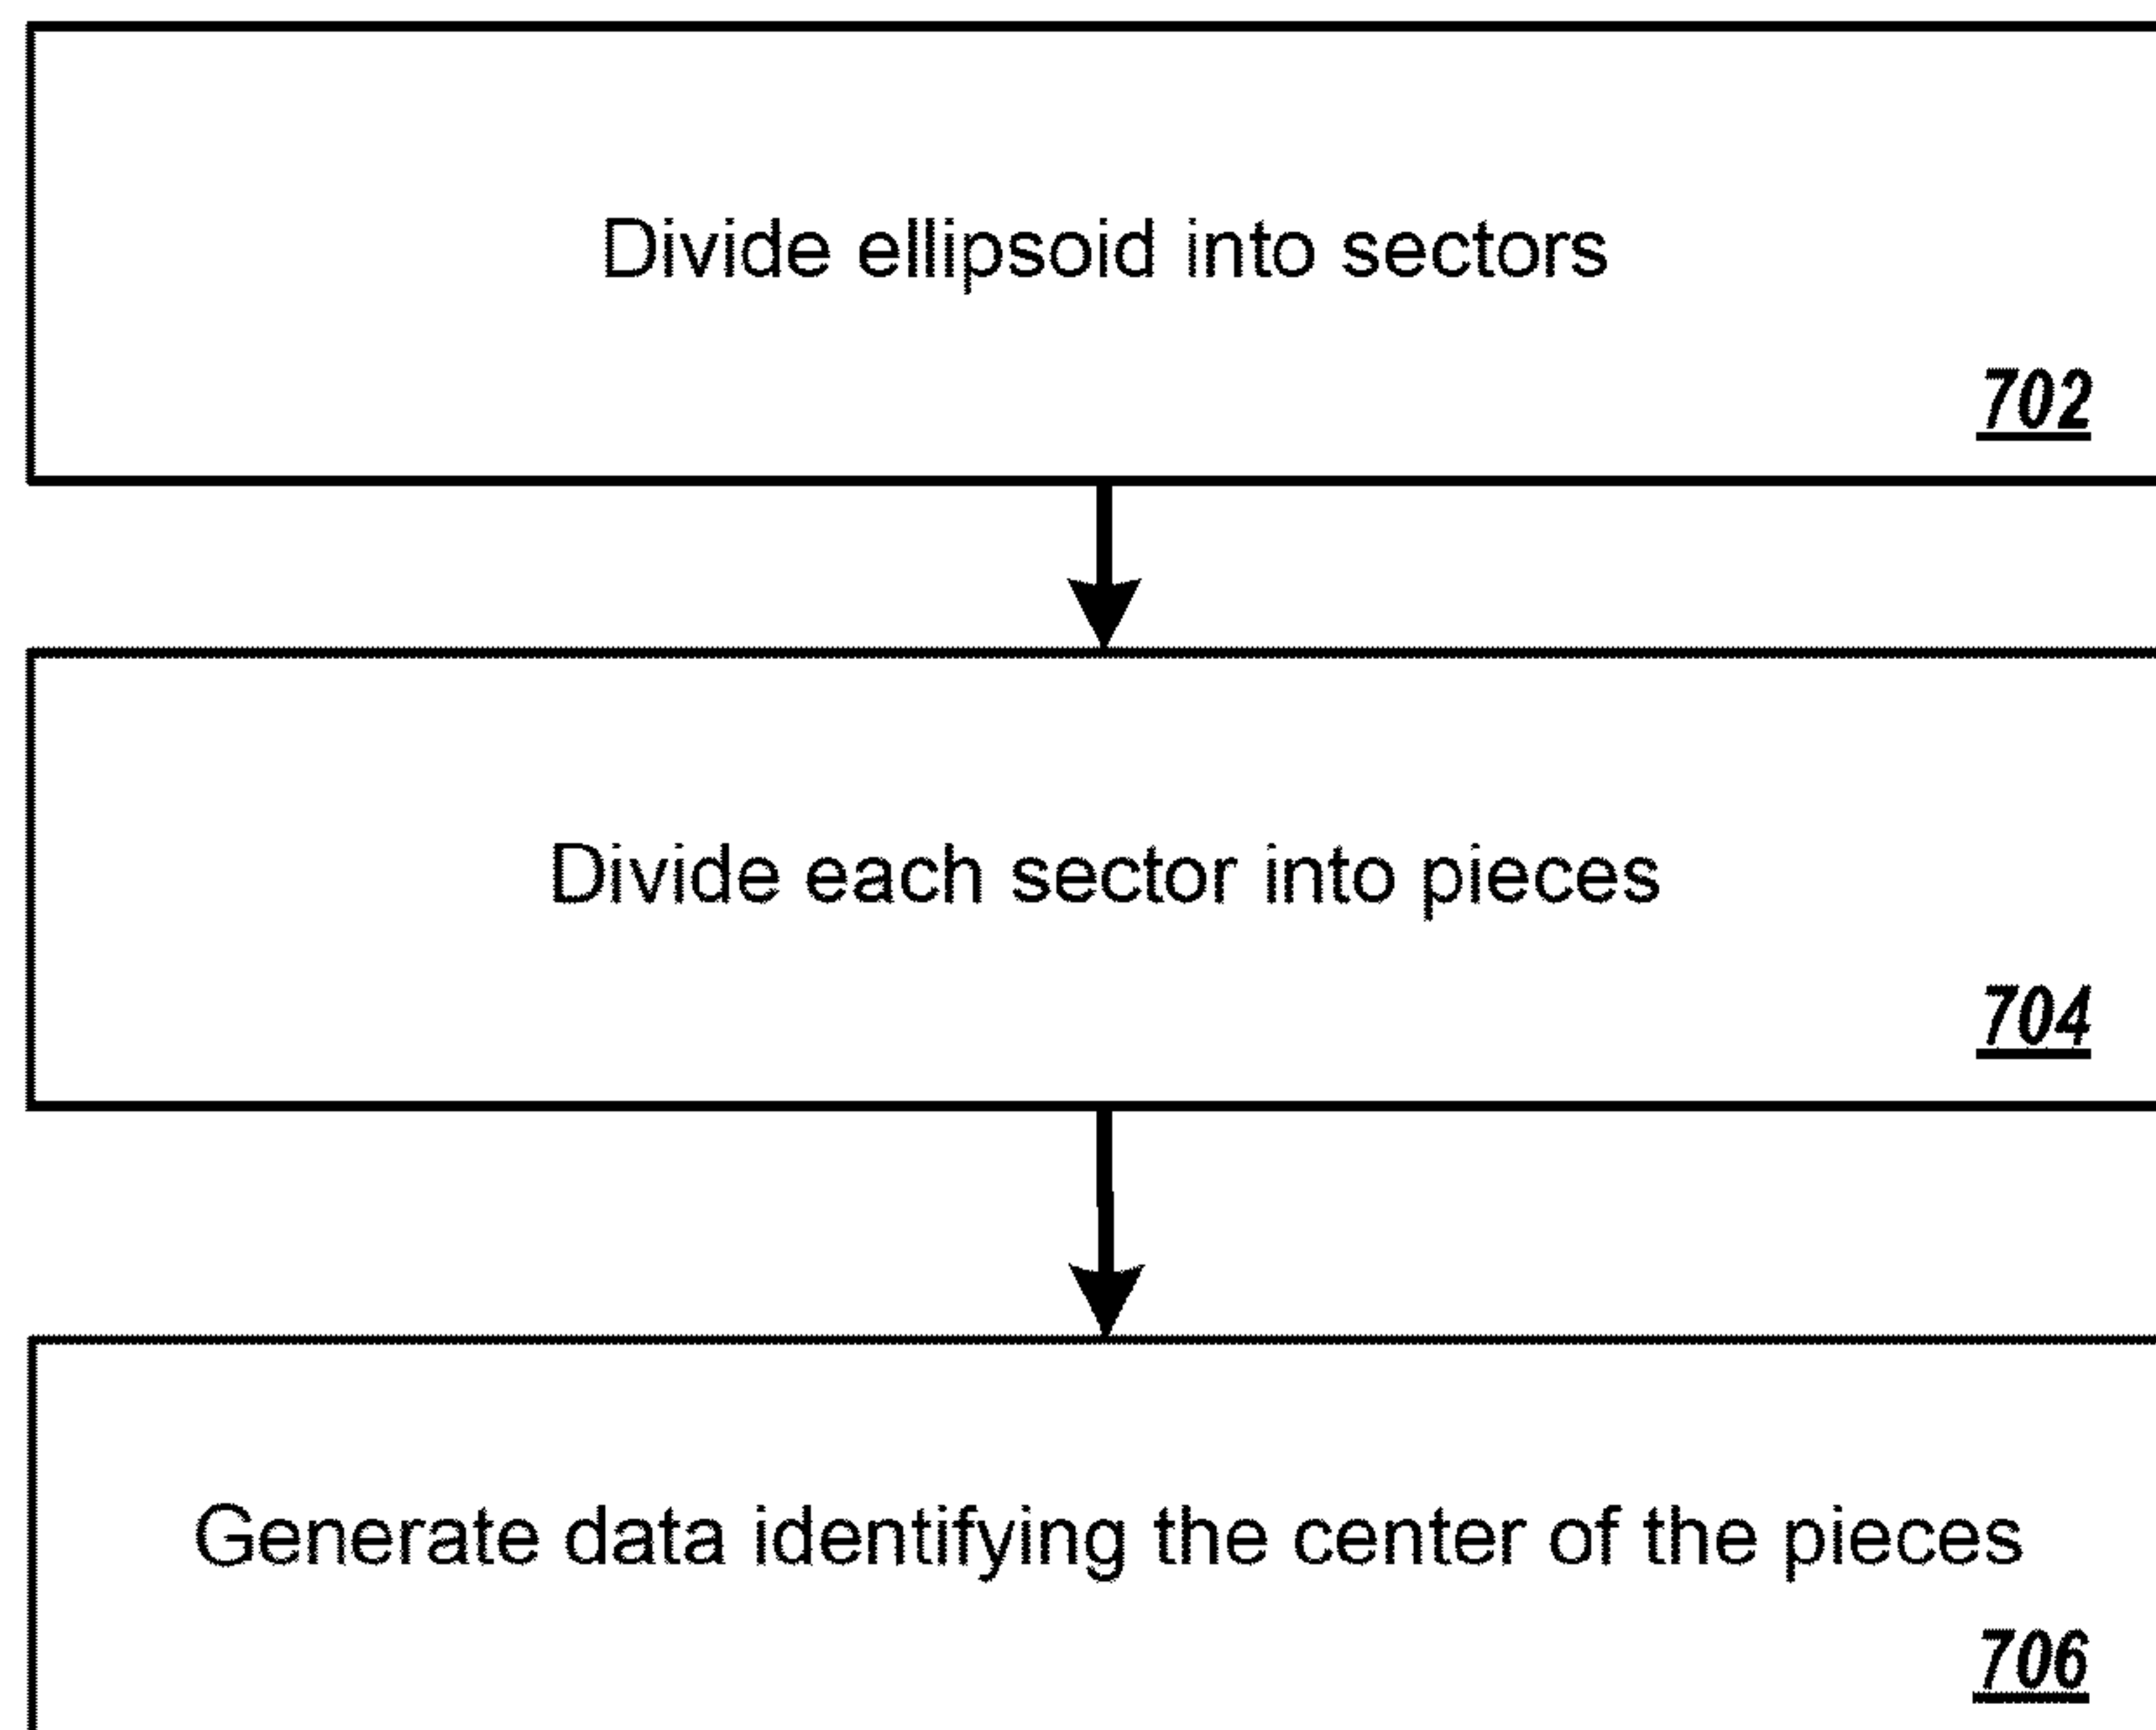 Divide ellipsoid into sectors
702
Divide each sector into pieces
704
Generate data identifying the center of the pieces
706